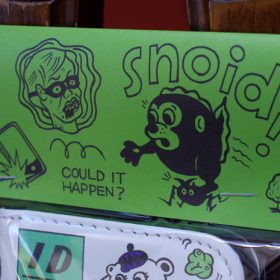 snoid!
COULD IT
HAPPEN?
ID